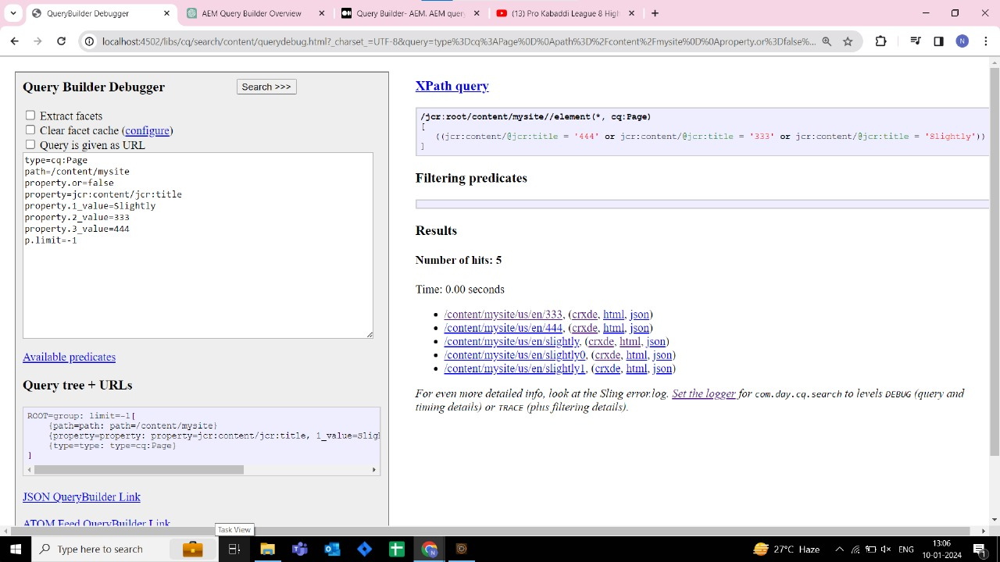 QueryBuilder Debugger
AEM Query Builder Overview
Query Builder- AEM. AEM query
(13) Pro Kabaddi League 8 High
localhost:4502/libs/cq/search/content/querydebug.html?_charset_=UTF-8&query=type%3Dcq%3APage%0D%0Apath%3D%2Fcontent%2Fmysite%0D%0Aproperty.or%3Dfalse%...
N
Query Builder Debugger
Search >>>
Extract facets
Clear facet cache (configure)
Query is given as URL
type=cq:Page
path=/content/mysite
property.or=false
property=jcr:content/jcr:title
property.1_value=Slightly
property.2_value=333
property.3_value=444
p.limit=-1
Available predicates
Query tree + URLs
ROOT=group: limit=-1[
{path=path: path=/content/mysite}
{property=property: property=jcr:content/jcr:title, 1_value=Slig
{type=type: type=cq:Page}
]
JSON QueryBuilder Link
ATOM Feed QueryBuilder Link
XPath query
/jcr:root/content/mysite//element(*, cq:Page)
[
((jcr:content/@jcr:title = '444' or jcr:content/@jcr:title = '333' or jcr:content/@jcr:title = 'Slightly'))
]
Filtering predicates
Results
Number of hits: 5
Time: 0.00 seconds
/content/mysite/us/en/333, (crxde, html, json)
/content/mysite/us/en/444, (crxde, html, json)
/content/mysite/us/en/slightly, (crxde, html, json)
/content/mysite/us/en/slightly0, (crxde, html, json)
/content/mysite/us/en/slightly1, (crxde, html, json)
For even more detailed info, look at the Sling error.log. Set the logger for com.day.cq.search to levels DEBUG (query and
timing details) or TRACE (plus filtering details).
Task View
Type here to search
27°C Haze
ENG
13:06
10-01-2024
1